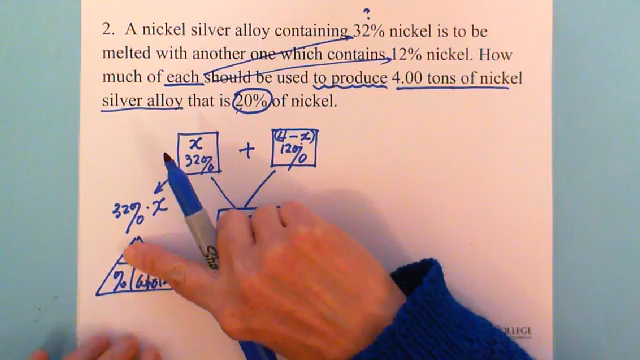 ?
2. A nickel silver alloy containing 32% nickel is to be
melted with another one which contains 12% nickel. How
much of each should be used to produce 4.00 tons of nickel
silver alloy that is 20% of nickel.
x + (4-x)
32% 12%
32% · x
%
Sha